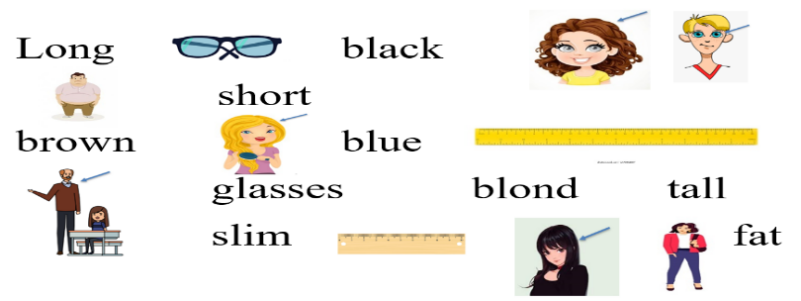 Long black
short
brown blue
glasses blond tall
slim fat